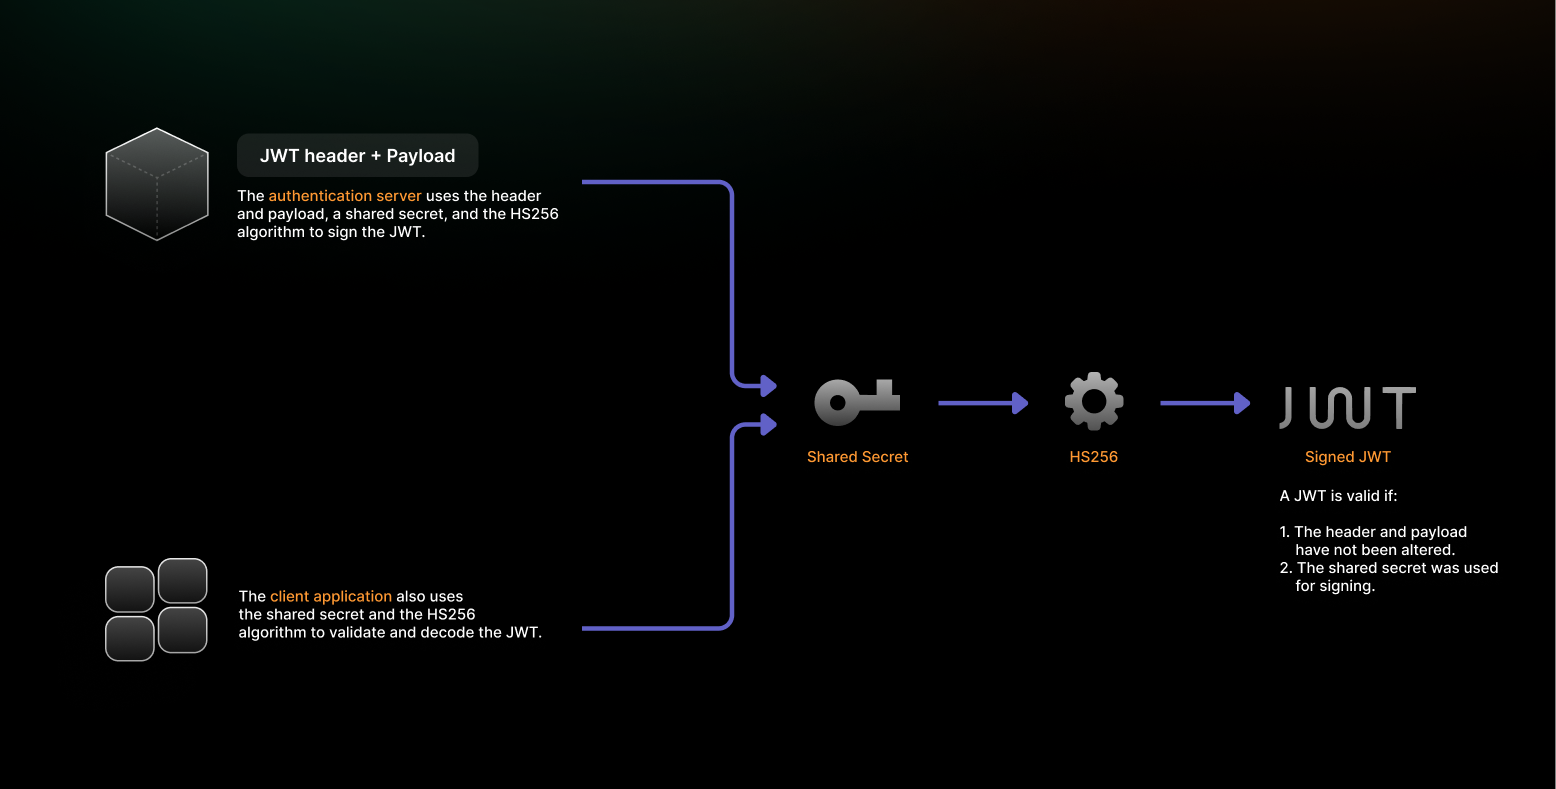 JWT header + Payload
The authentication server uses the header
and payload, a shared secret, and the HS256
algorithm to sign the JWT.
JWT
Shared Secret
HS256
Signed JWT
A JWT is valid if:
1. The header and payload
have not been altered.
2. The shared secret was used
for signing.
The client application also uses
the shared secret and the HS256
algorithm to validate and decode the JWT.